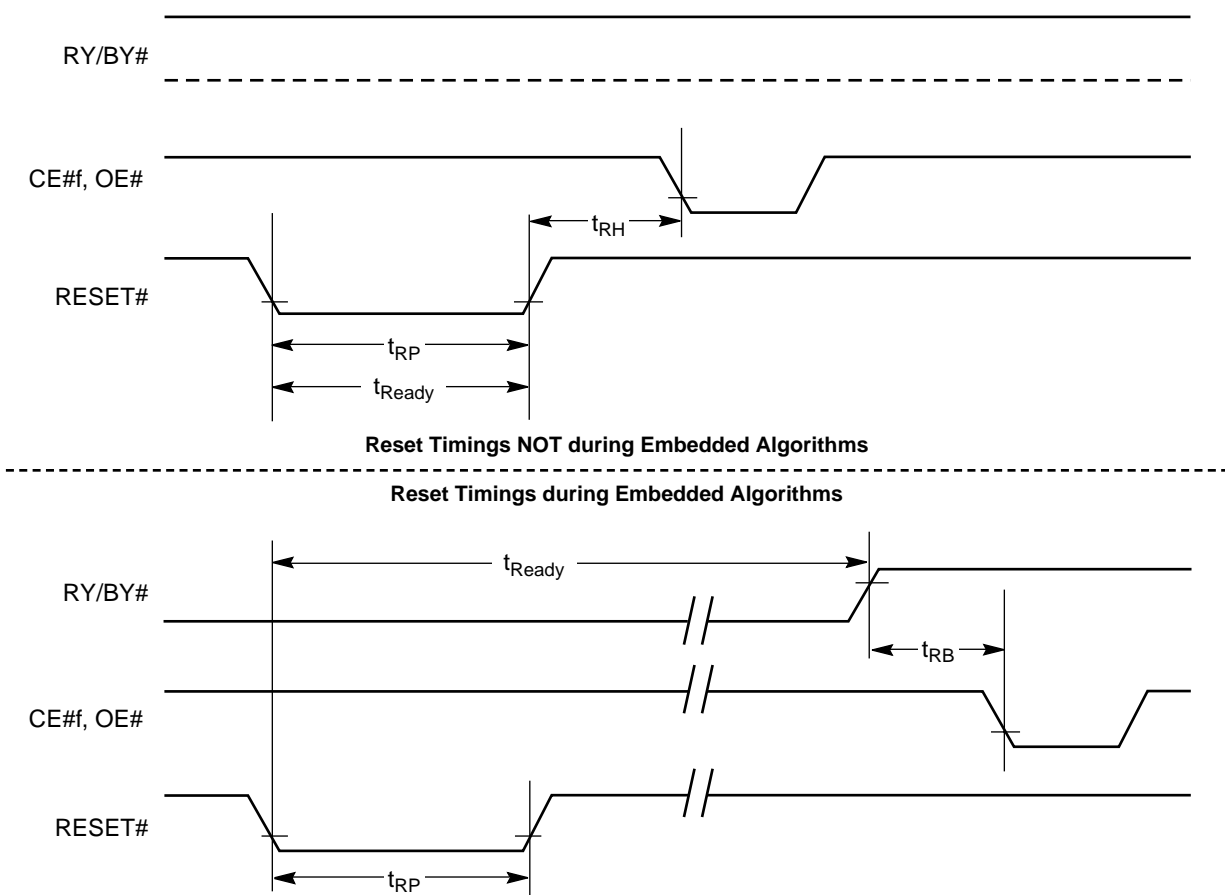 RY/BY#
CE#f, OE#
tRH
RESET#
tRP
tReady
Reset Timings NOT during Embedded Algorithms
Reset Timings during Embedded Algorithms
tReady
RY/BY#
tRB
CE#f, OE#
RESET#
tRP